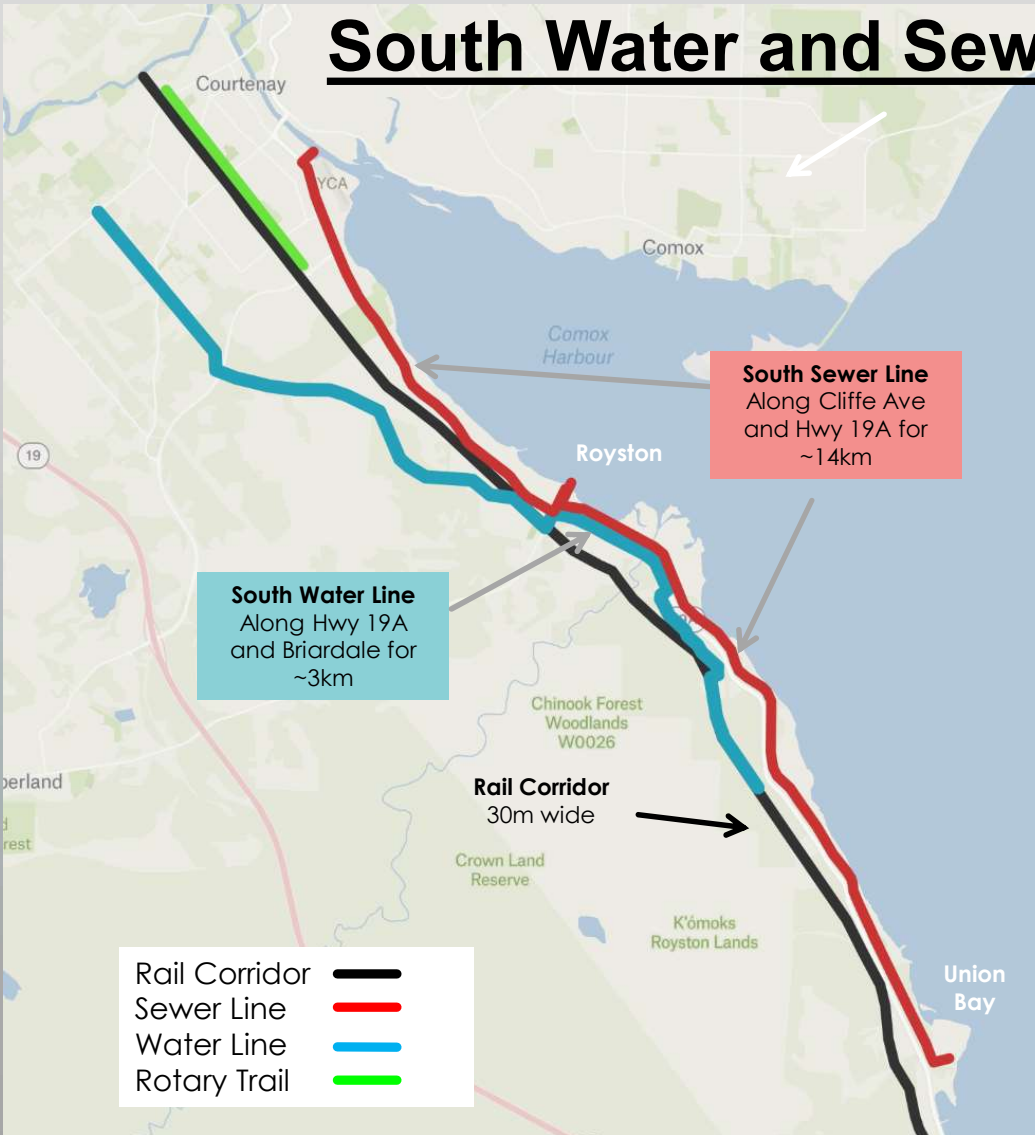 South Water and Sew
Courtenay
YCA
Comox
Comox
Harbour
South Sewer Line
Along Cliffe Ave
and Hwy 19A for
~14km
19
Royston
South Water Line
Along Hwy 19A
and Briardale for
~3km
Chinook Forest
Woodlands
W0026
berland
Rail Corridor
30m wide
rest
Crown Land
Reserve
K'ómoks
Royston Lands
Union
Bay
Rail Corridor
Sewer Line
Water Line
Rotary Trail